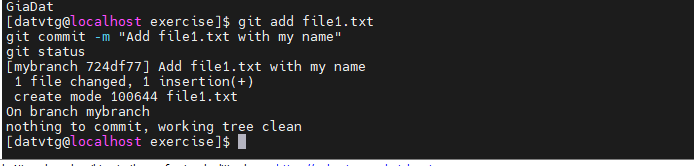 GiaDat
[datvtg@localhost exercise]$ git add file1.txt
git commit -m "Add file1.txt with my name"
git status
[mybranch 724df77] Add file1.txt with my name
 1 file changed, 1 insertion(+)
 create mode 100644 file1.txt
On branch mybranch
nothing to commit, working tree clean
[datvtg@localhost exercise]$